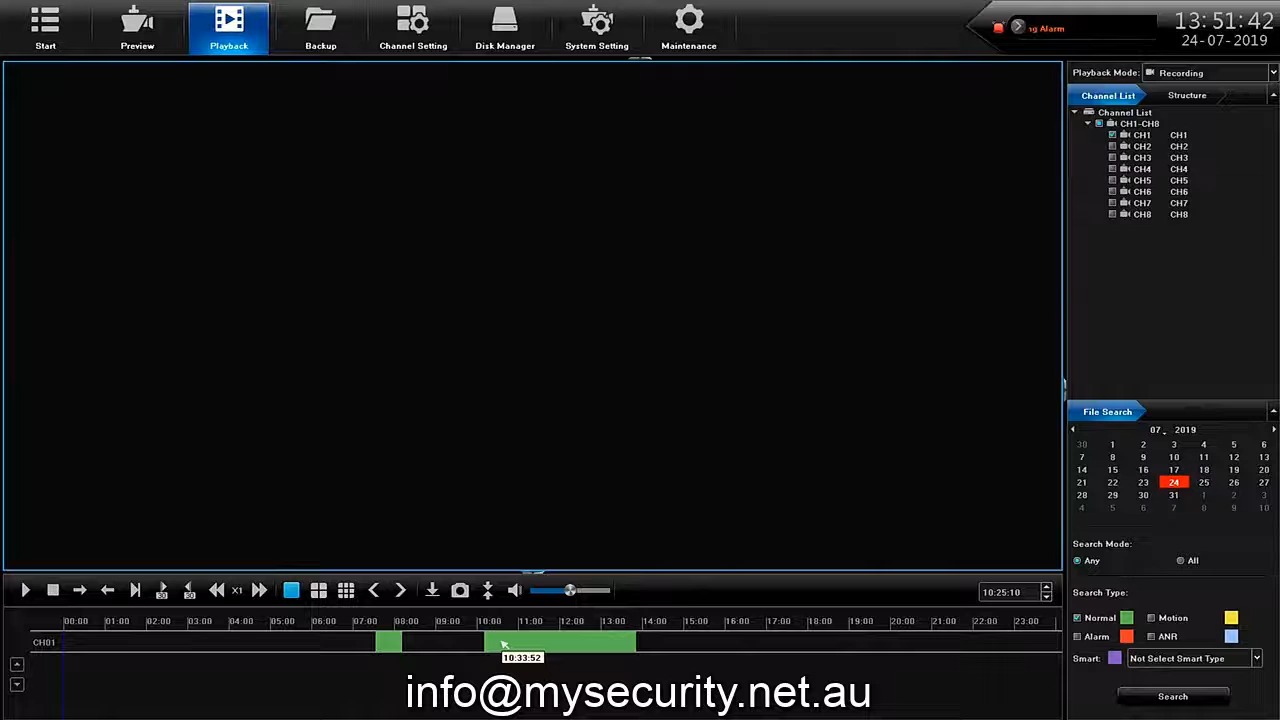 Start
Preview
Playback
Backup
Channel Setting
Disk Manager
System Setting
Maintenance
ng Alarm
13:51:42
24-07-2019
Playback Mode: Recording
Channel List Structure
Channel List
CH1-CH8
CH1 CH1
CH2 CH2
CH3 CH3
CH4 CH4
CH5 CH5
CH6 CH6
CH7 CH7
CH8 CH8
File Search
07 2019
30 1 2 3 4 5 6
7 8 9 10 11 12 13
14 15 16 17 18 19 20
21 22 23 24 25 26 27
28 29 30 31 1 2 3
4 5 6 7 8 9 10
Search Mode:
Any All
Search Type:
Normal Motion
Alarm ANR
Smart: Not Select Smart Type
Search
30 30 X1 10:25:10
00:00 01:00 02:00 03:00 04:00 05:00 06:00 07:00 08:00 09:00 10:00 11:00 12:00 13:00 14:00 15:00 16:00 17:00 18:00 19:00 20:00 21:00 22:00 23:00
CH01
10:33:52
info@mysecurity.net.au